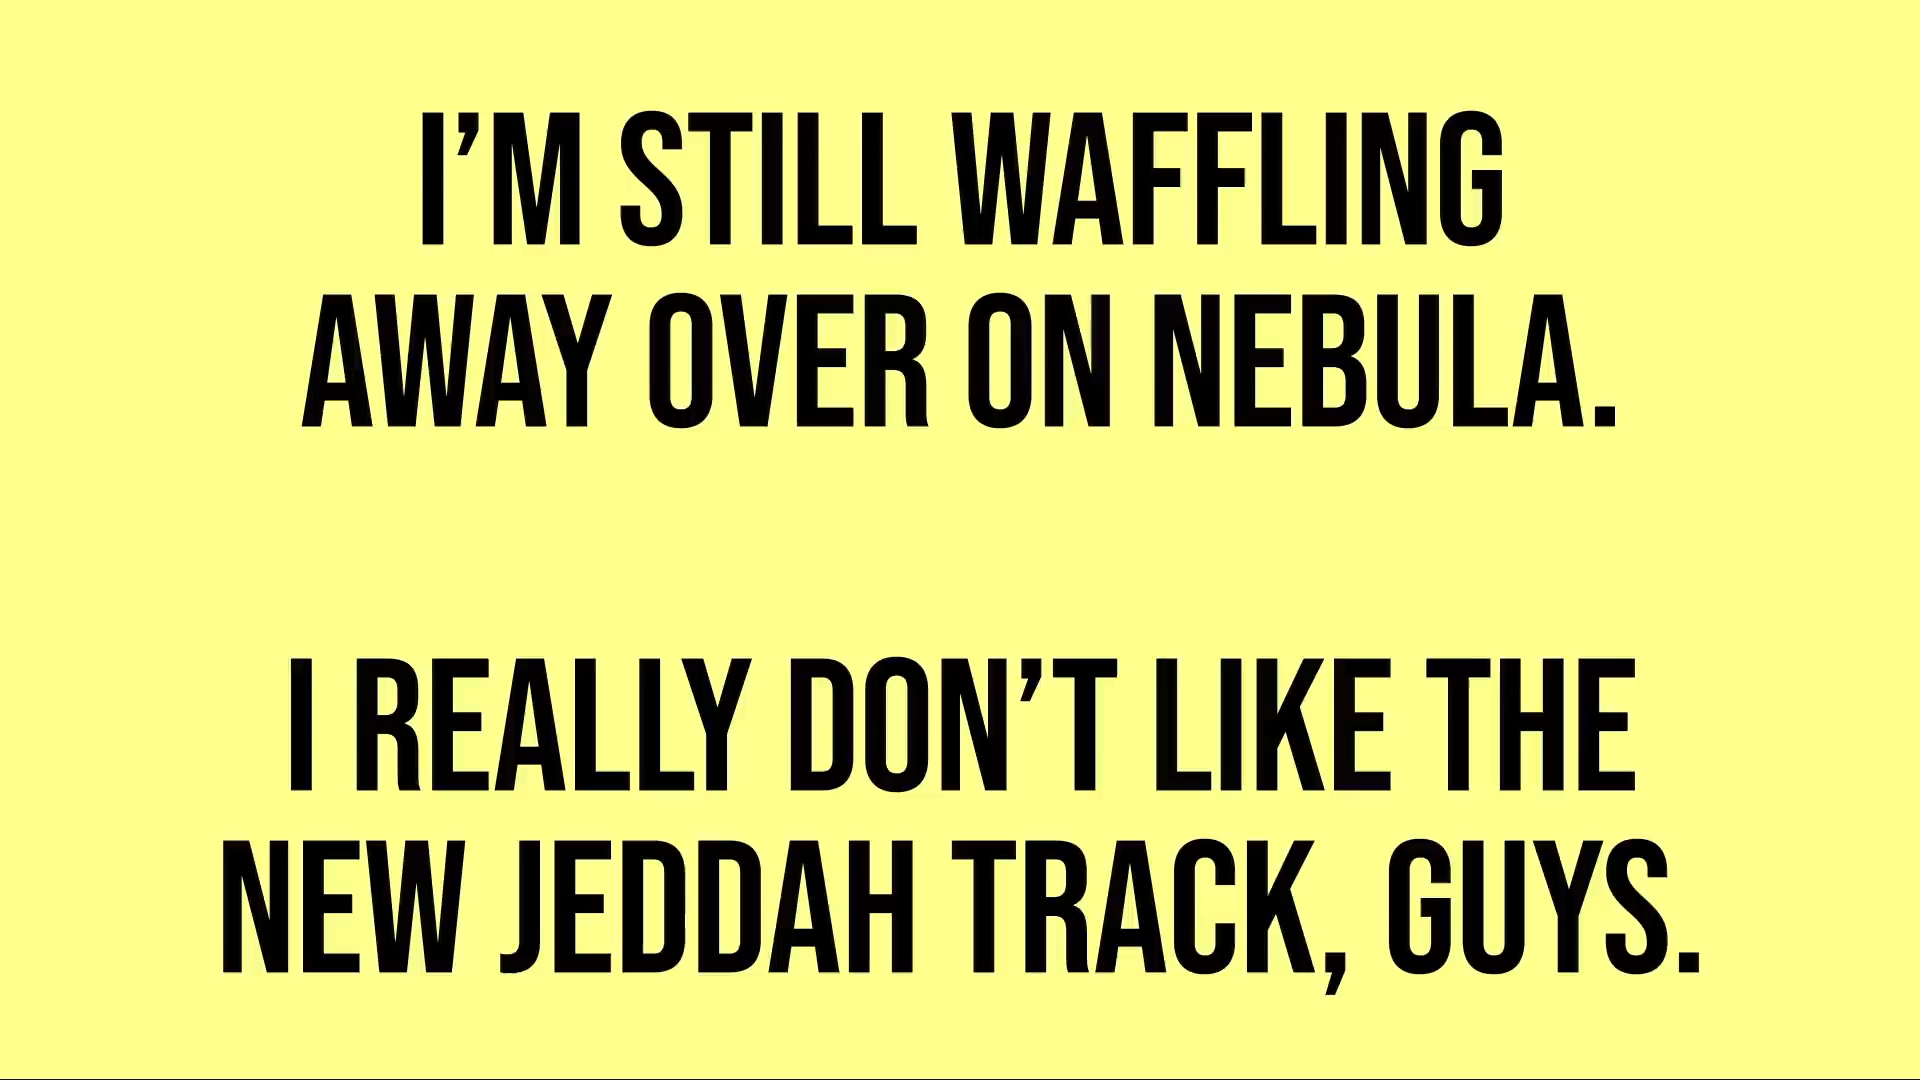 I’M STILL WAFFLING
AWAY OVER ON NEBULA.
I REALLY DON’T LIKE THE
NEW JEDDAH TRACK, GUYS.